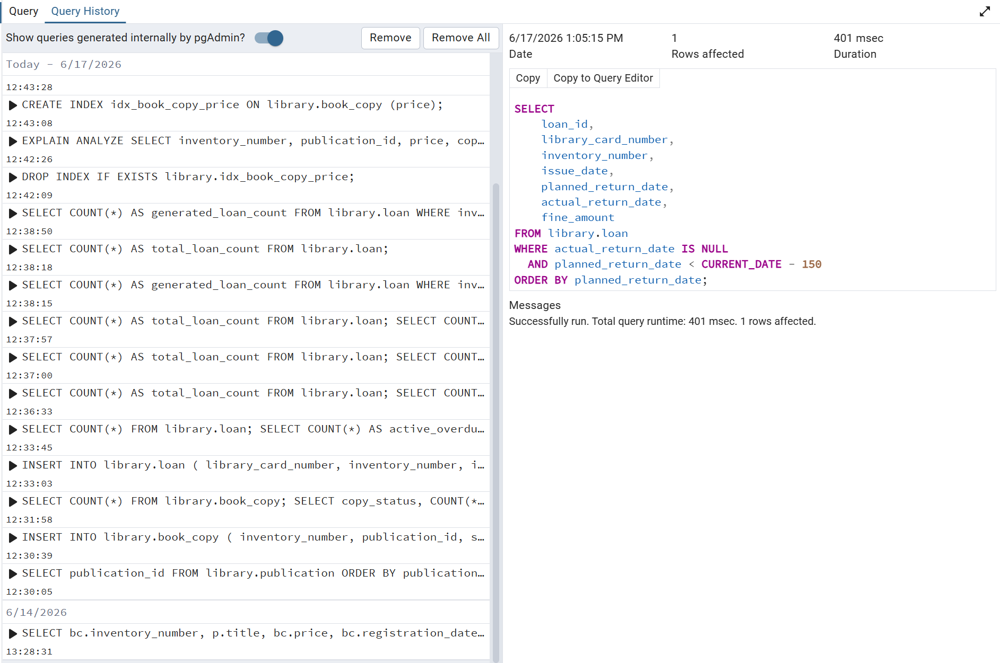 Query Query History
Show queries generated internally by pgAdmin? Remove Remove All
Today - 6/17/2026
12:43:28
CREATE INDEX idx_book_copy_price ON library.book_copy (price);
12:43:08
EXPLAIN ANALYZE SELECT inventory_number, publication_id, price, cop…
12:42:26
DROP INDEX IF EXISTS library.idx_book_copy_price;
12:42:09
SELECT COUNT(*) AS generated_loan_count FROM library.loan WHERE inv…
12:38:50
SELECT COUNT(*) AS total_loan_count FROM library.loan;
12:38:18
SELECT COUNT(*) AS generated_loan_count FROM library.loan WHERE inv…
12:38:15
SELECT COUNT(*) AS total_loan_count FROM library.loan; SELECT COUNT…
12:37:57
SELECT COUNT(*) AS total_loan_count FROM library.loan; SELECT COUNT…
12:37:00
SELECT COUNT(*) AS total_loan_count FROM library.loan; SELECT COUNT…
12:36:33
SELECT COUNT(*) FROM library.loan; SELECT COUNT(*) AS active_overdu…
12:33:45
INSERT INTO library.loan ( library_card_number, inventory_number, i…
12:33:03
SELECT COUNT(*) FROM library.book_copy; SELECT copy_status, COUNT(*…
12:31:58
INSERT INTO library.book_copy ( inventory_number, publication_id, s…
12:30:39
SELECT publication_id FROM library.publication ORDER BY publication…
12:30:05
6/14/2026
SELECT bc.inventory_number, p.title, bc.price, bc.registration_date…
13:28:31
6/17/2026 1:05:15 PM 1 401 msec
Date Rows affected Duration
Copy Copy to Query Editor
SELECT
loan_id,
library_card_number,
inventory_number,
issue_date,
planned_return_date,
actual_return_date,
fine_amount
FROM library.loan
WHERE actual_return_date IS NULL
AND planned_return_date < CURRENT_DATE - 150
ORDER BY planned_return_date;
Messages
Successfully run. Total query runtime: 401 msec. 1 rows affected.